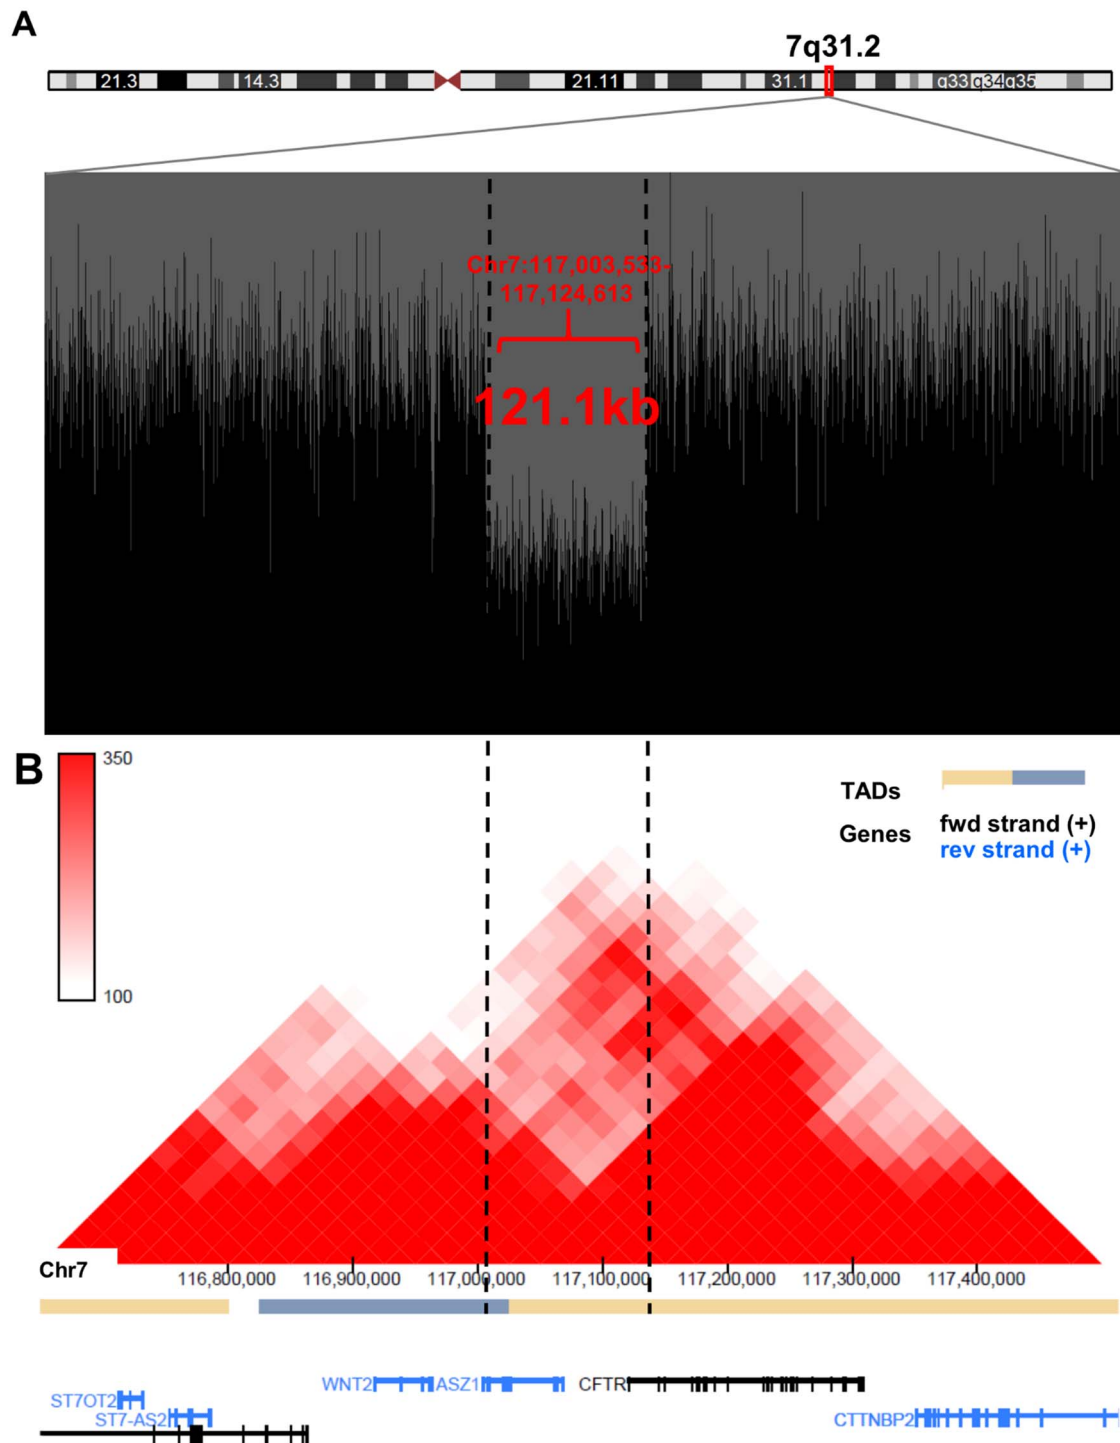 A
7q31.2
21.3 14.3 21.11 31.1 q33 q34 q35
Chr7:117,003,533-
117,124,613
121.1kb
B
350
100
TADs
Genes
fwd strand (+)
rev strand (+)
Chr7
116,800,000 116,900,000 117,000,000 117,100,000 117,200,000 117,300,000 117,400,000
WNT2 ASZ1 CFTR
ST7OT2
ST7-AS2
CTTNBP2